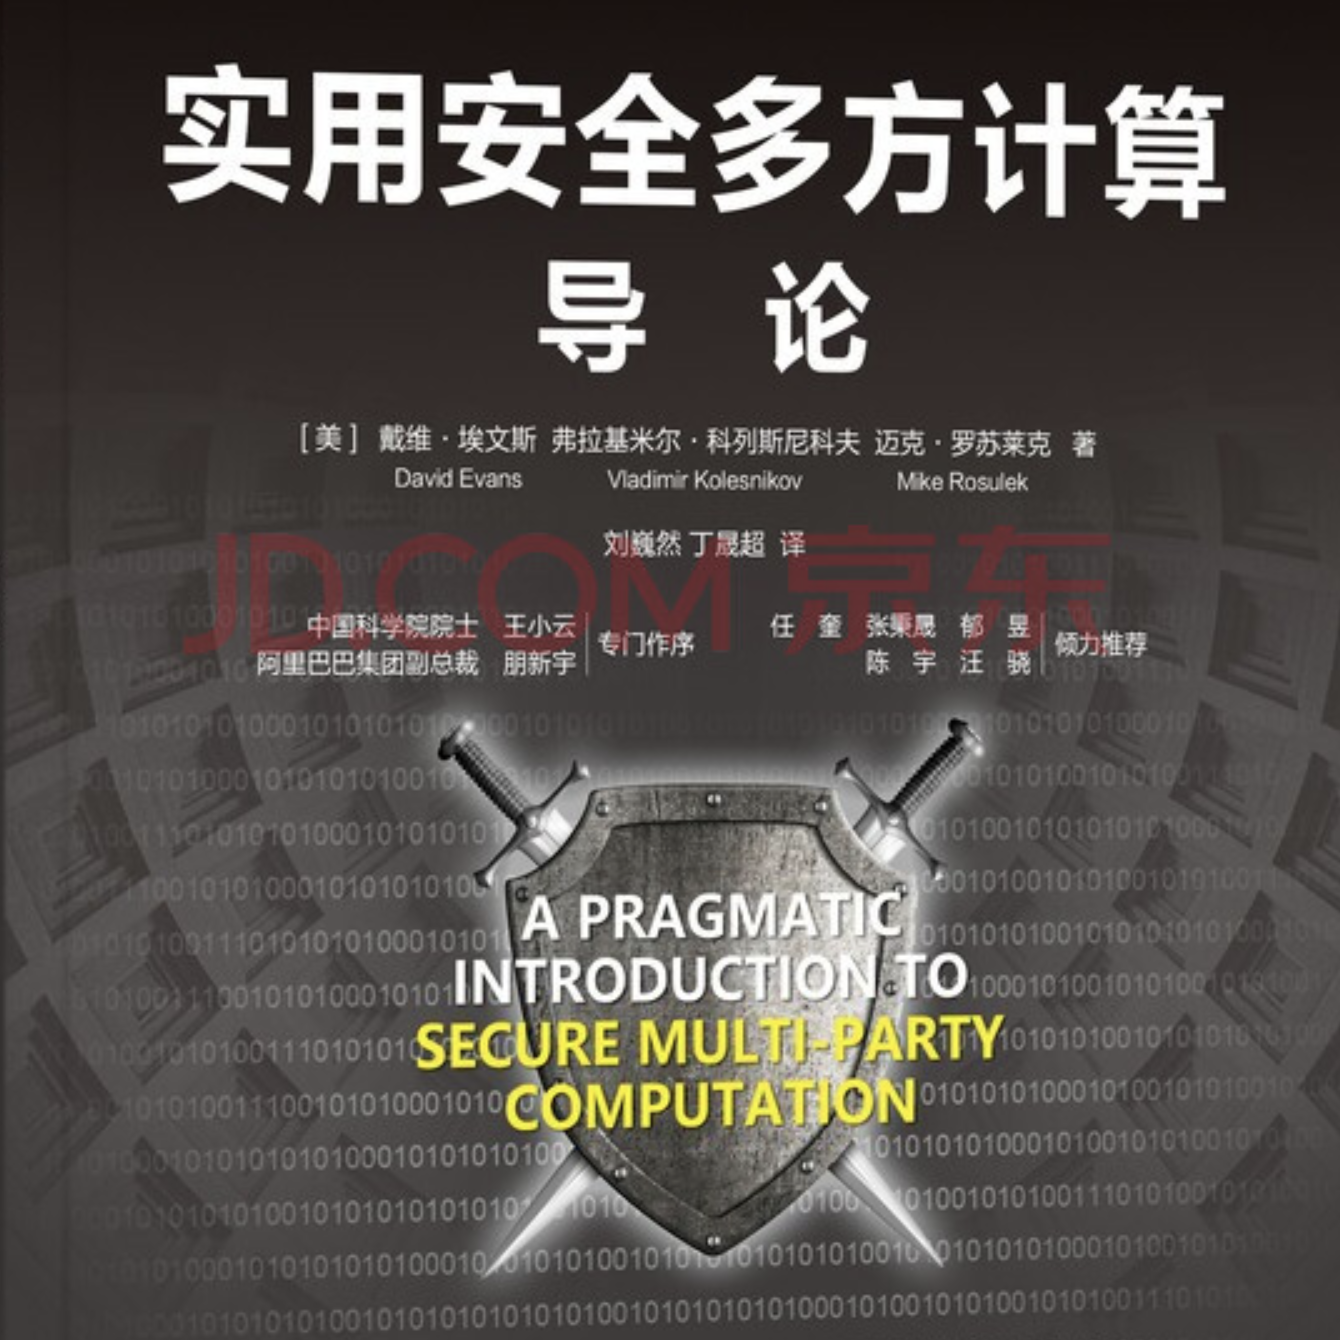 实用安全多方计算
导 论
[美] 戴维·埃文斯 弗拉基米尔·科列斯尼科夫 迈克·罗苏莱克 著
David Evans Vladimir Kolesnikov Mike Rosulek
刘巍然 丁晟超 译
JD.COM 京东
中国科学院院士 王小云
阿里巴巴集团副总裁 朋新宇
专门作序
任 奎 张秉晟 郁 昱
陈 宇 汪 骁
倾力推荐
A PRAGMATIC
INTRODUCTION TO
SECURE MULTI-PARTY
COMPUTATION